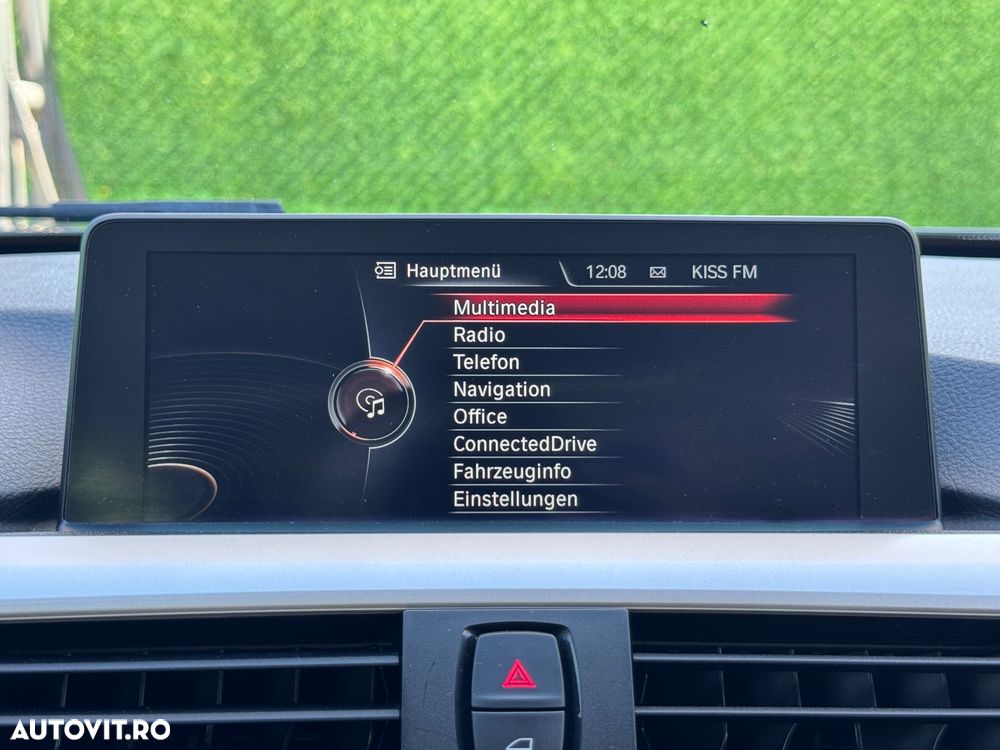 Hauptmenü 12:08 KISS FM
Multimedia
Radio
Telefon
Navigation
Office
ConnectedDrive
Fahrzeuginfo
Einstellungen
AUTOVIT.RO